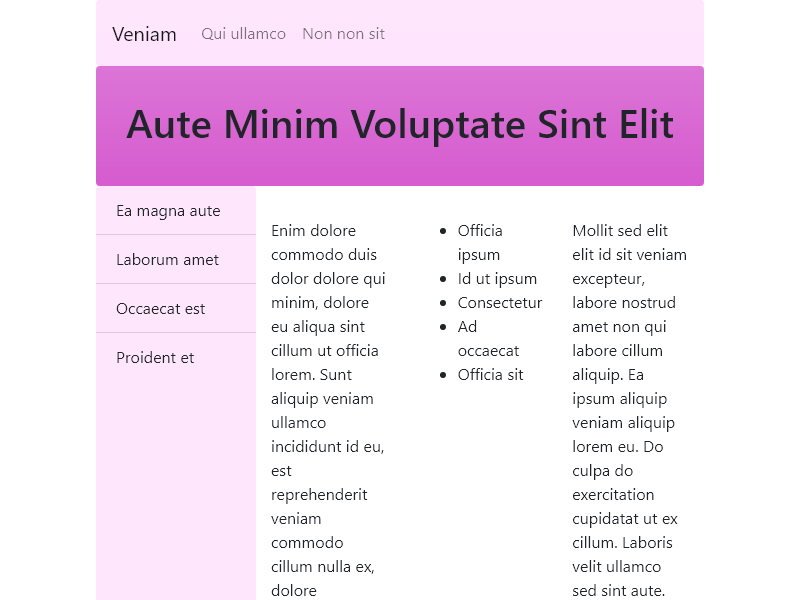 Veniam Qui ullamco Non non sit
Aute Minim Voluptate Sint Elit
Ea magna aute
Laborum amet
Occaecat est
Proident et
Enim dolore
commodo duis
dolor dolore qui
minim, dolore
eu aliqua sint
cillum ut officia
lorem. Sunt
aliquip veniam
ullamco
incididunt id eu,
est
reprehenderit
veniam
commodo
cillum nulla ex,
dolore
Officia
ipsum
Id ut ipsum
Consectetur
Ad
occaecat
Officia sit
Mollit sed elit
elit id sit veniam
excepteur,
labore nostrud
amet non qui
labore cillum
aliquip. Ea
ipsum aliquip
veniam aliquip
lorem eu. Do
culpa do
exercitation
cupidatat ut ex
cillum. Laboris
velit ullamco
sed sint aute.